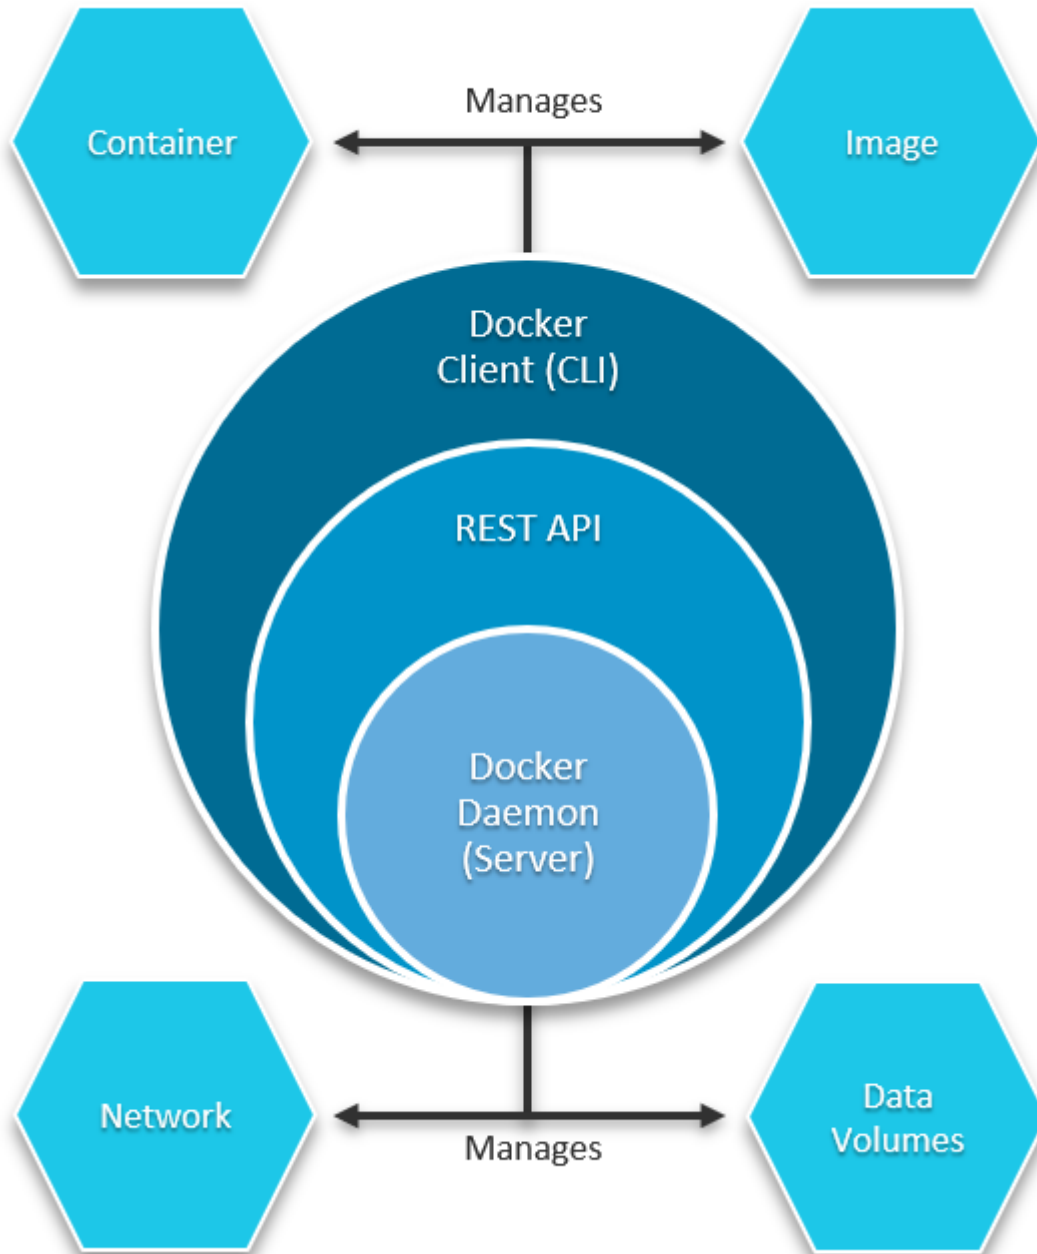 Manages
Container
Image
Docker
Client (CLI)
REST API
Docker
Daemon
(Server)
Network
Data
Volumes
Manages